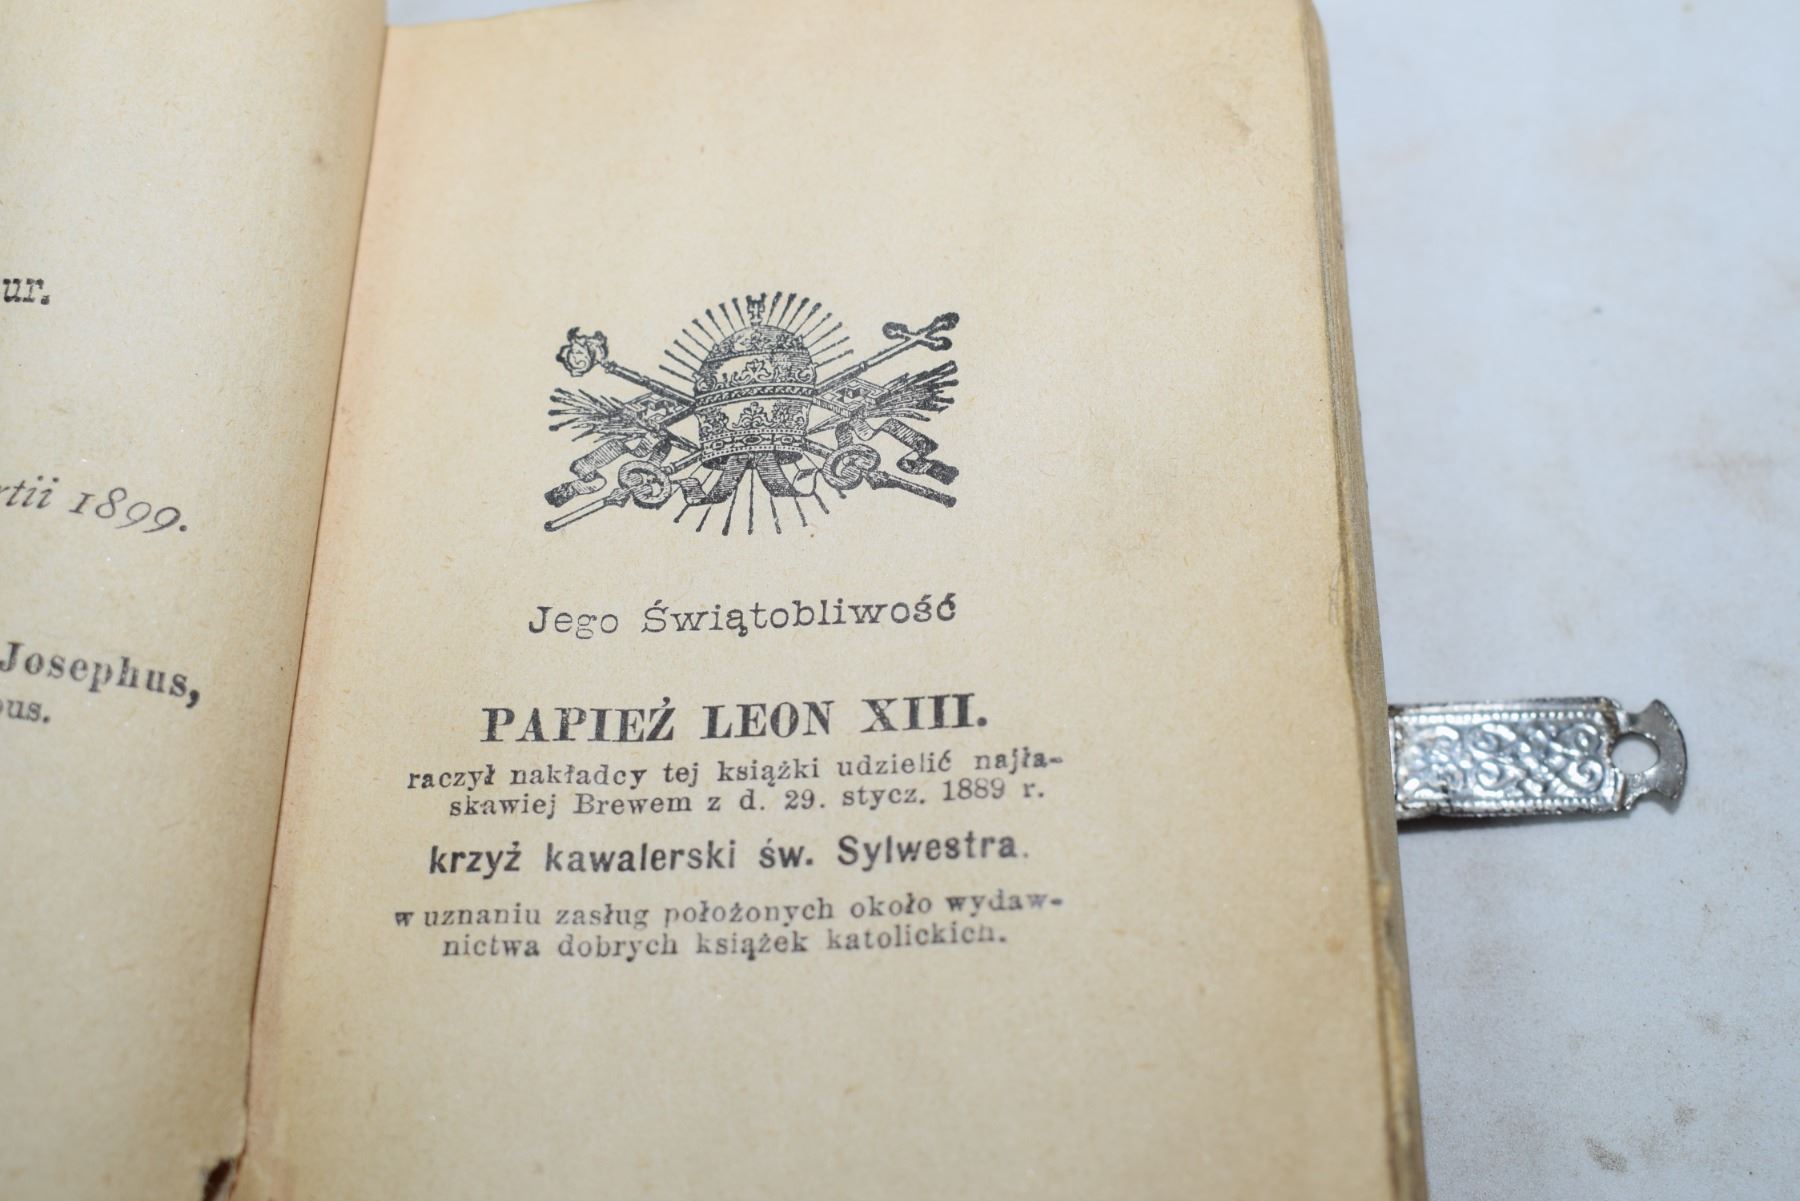 ur.
rtii 1899.
Josephus,
pus.
Jego Świątobliwość
PAPIEŻ LEON XIII.
raczył nakładcy tej książki udzielić najła-
skawiej Brewem z d. 29. stycz. 1889 r.
krzyż kawalerski św. Sylwestra.
w uznaniu zasług położonych około wydaw-
nictwa dobrych książek katolickich.